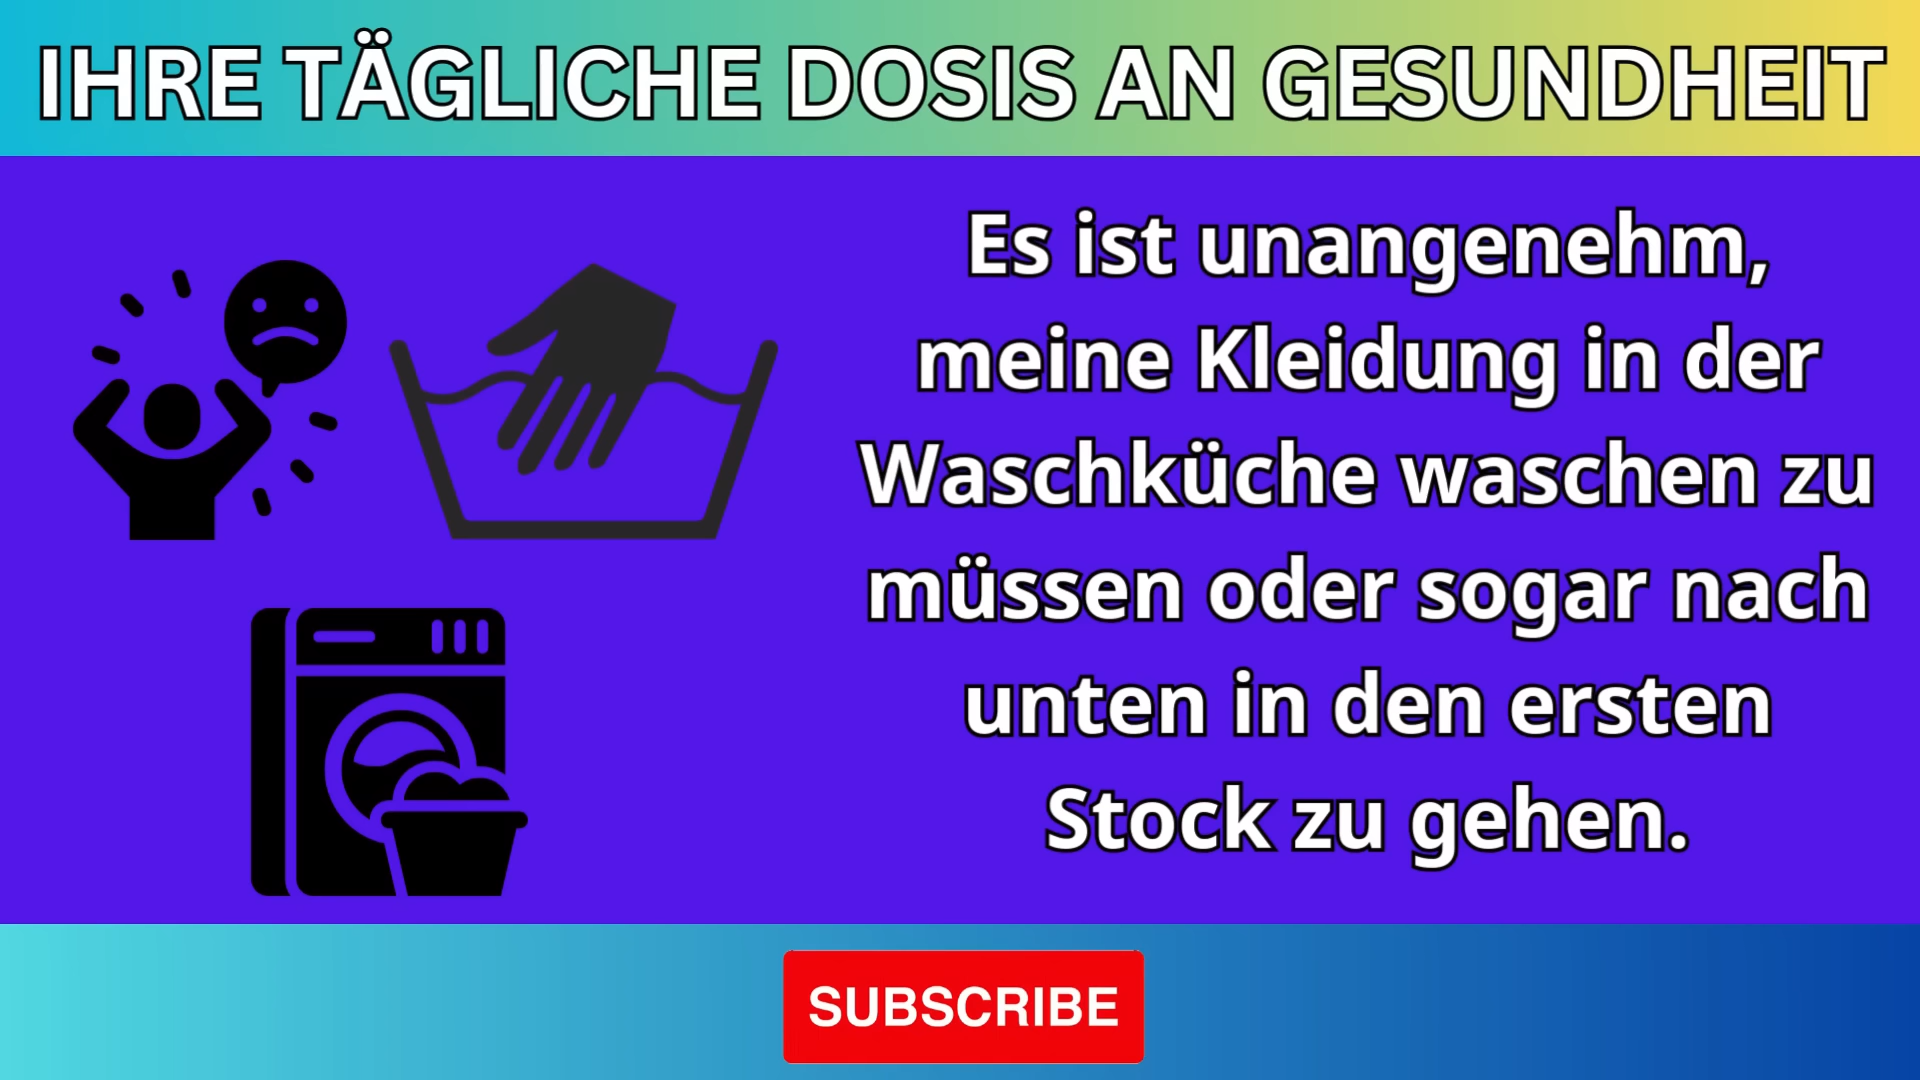 IHRE TÄGLICHE DOSIS AN GESUNDHEIT
Es ist unangenehm,
meine Kleidung in der
Waschküche waschen zu
müssen oder sogar nach
unten in den ersten
Stock zu gehen.
SUBSCRIBE